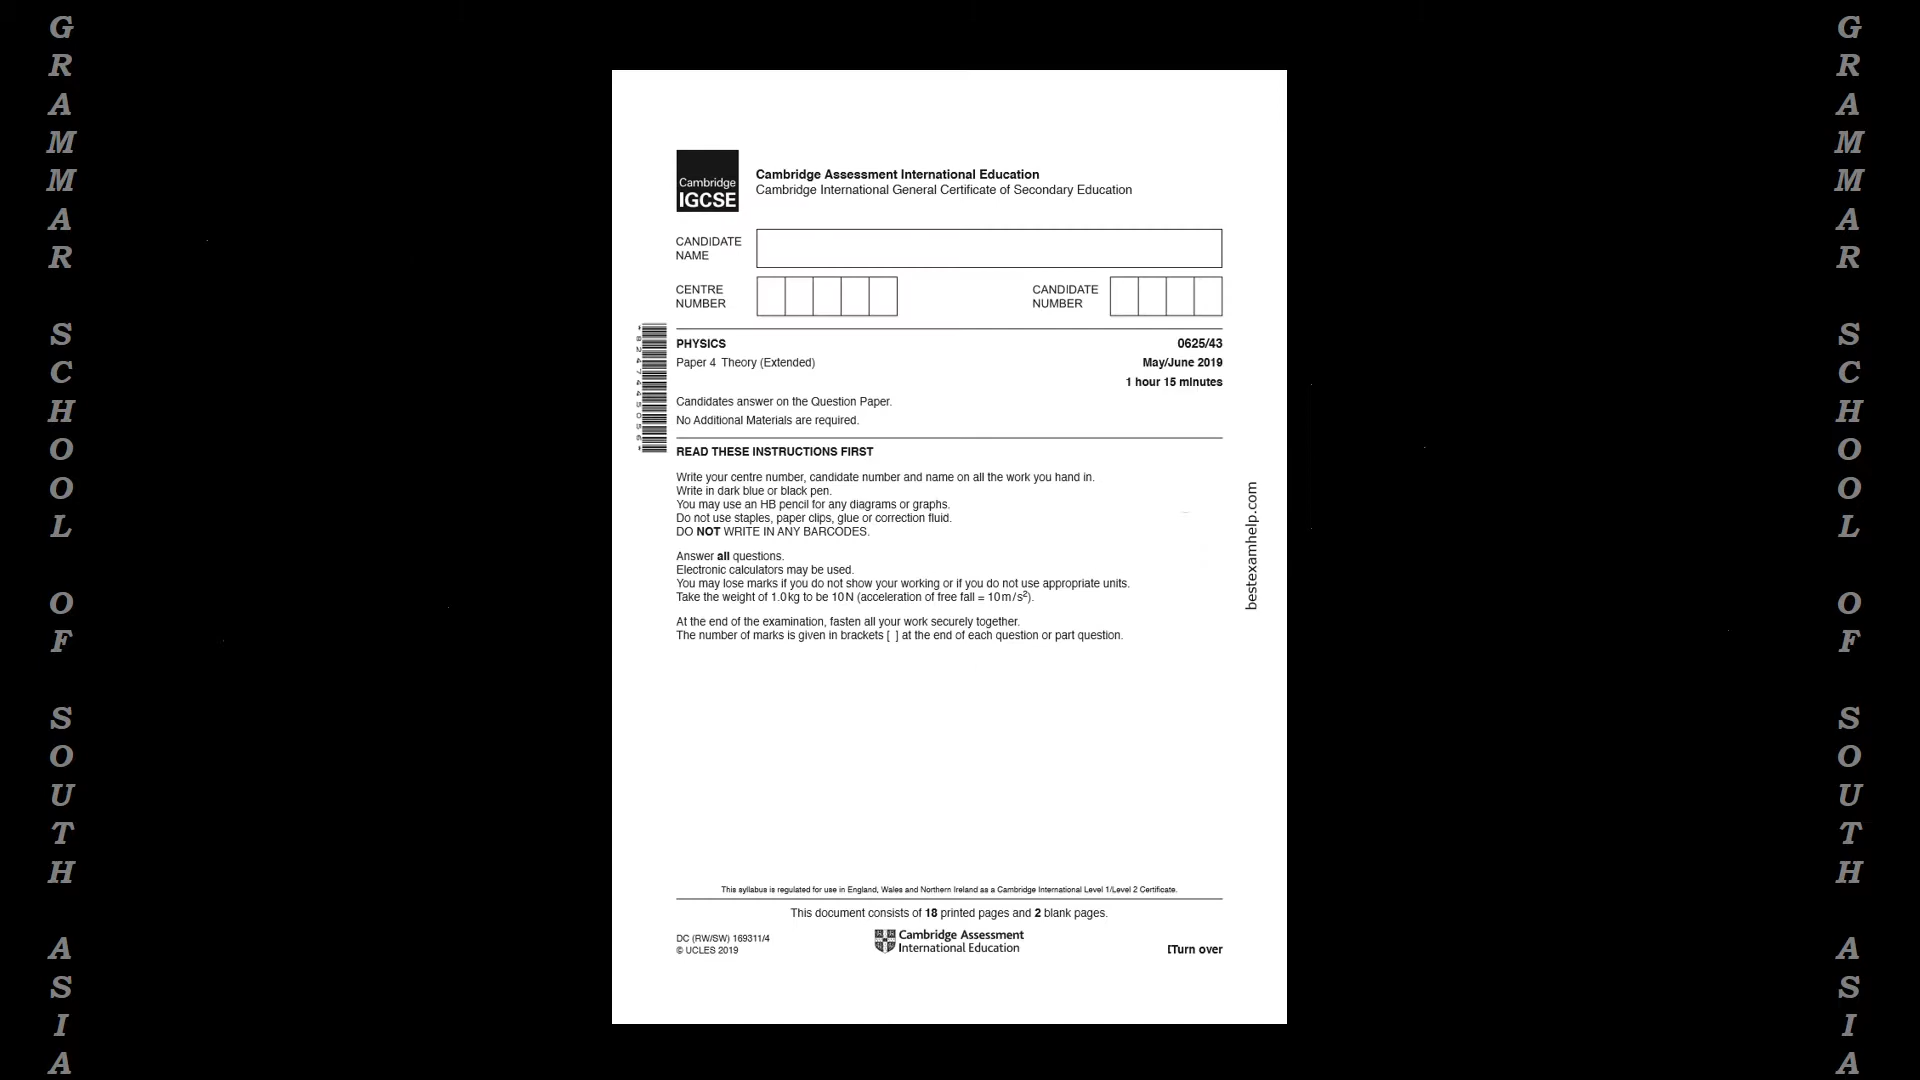 GRAMMAR SCHOOL OF SOUTH ASIA
Cambridge
IGCSE
Cambridge Assessment International Education
Cambridge International General Certificate of Secondary Education
CANDIDATE
NAME
CENTRE
NUMBER
CANDIDATE
NUMBER
PHYSICS 0625/43
Paper 4 Theory (Extended) May/June 2019
1 hour 15 minutes
Candidates answer on the Question Paper.
No Additional Materials are required.
READ THESE INSTRUCTIONS FIRST
Write your centre number, candidate number and name on all the work you hand in.
Write in dark blue or black pen.
You may use an HB pencil for any diagrams or graphs.
Do not use staples, paper clips, glue or correction fluid.
DO NOT WRITE IN ANY BARCODES.
Answer all questions.
Electronic calculators may be used.
You may lose marks if you do not show your working or if you do not use appropriate units.
Take the weight of 1.0 kg to be 10 N (acceleration of free fall = 10 m/s²).
At the end of the examination, fasten all your work securely together.
The number of marks is given in brackets [ ] at the end of each question or part question.
bestexamhelp.com
This syllabus is regulated for use in England, Wales and Northern Ireland as a Cambridge International Level 1/Level 2 Certificate.
This document consists of 18 printed pages and 2 blank pages.
DC (RW/SW) 169311/4
© UCLES 2019
Cambridge Assessment
International Education
[Turn over
GRAMMAR SCHOOL OF SOUTH ASIA